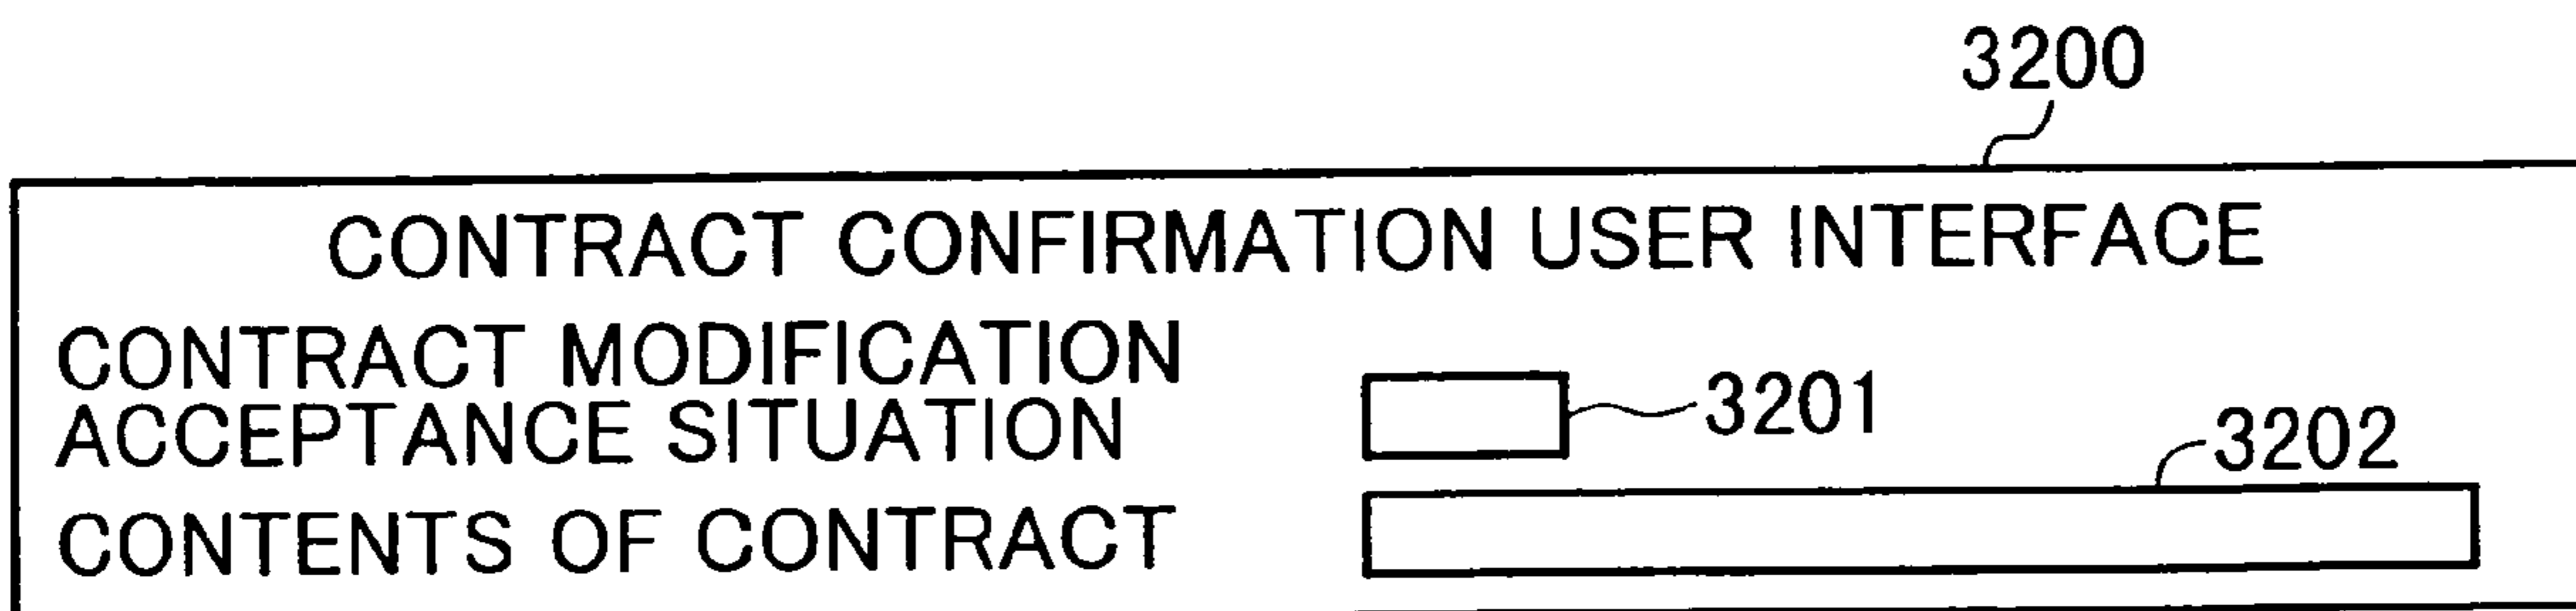 3200
CONTRACT CONFIRMATION USER INTERFACE
CONTRACT MODIFICATION
ACCEPTANCE SITUATION
3201
3202
CONTENTS OF CONTRACT